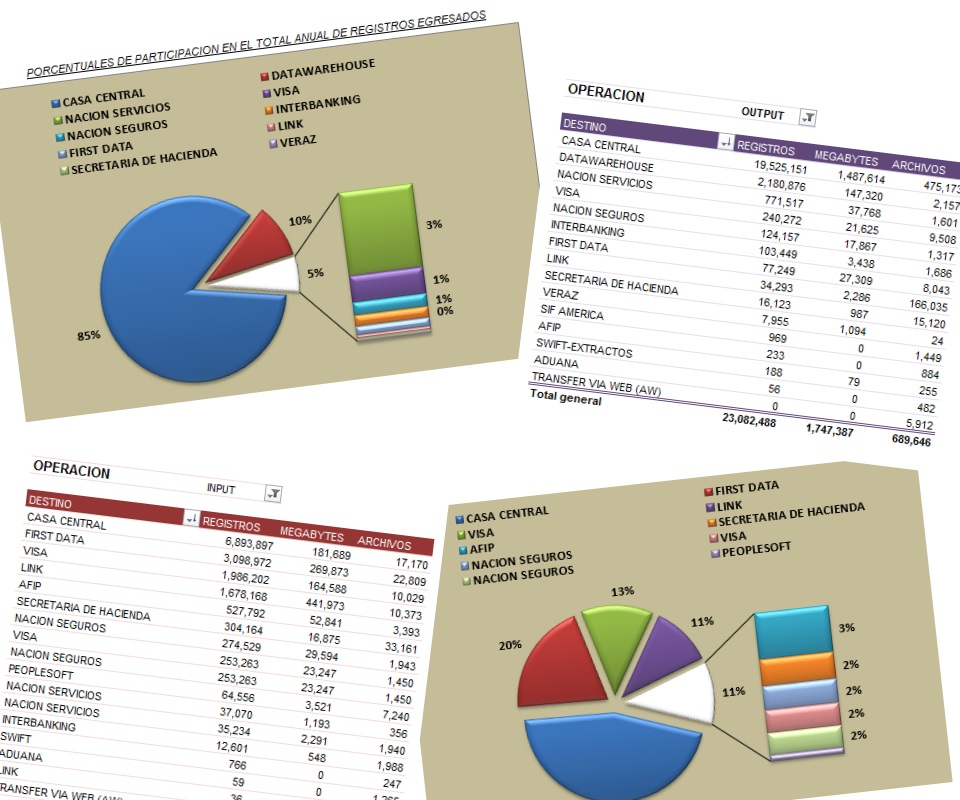 PORCENTUALES DE PARTICIPACION EN EL TOTAL ANUAL DE REGISTROS EGRESADOS
CASA CENTRAL
NACION SERVICIOS
NACION SEGUROS
FIRST DATA
SECRETARIA DE HACIENDA
DATAWAREHOUSE
VISA
INTERBANKING
LINK
VERAZ
85%
10%
5%
3%
1%
1%
0%
OPERACION OUTPUT
DESTINO REGISTROS MEGABYTES ARCHIVOS
CASA CENTRAL 19,525,151 1,487,614 475,173
DATAWAREHOUSE 2,180,876 147,320 2,157
NACION SERVICIOS 771,517 37,768 1,601
VISA 240,272 21,625 9,508
NACION SEGUROS 124,157 17,867 1,317
INTERBANKING 103,449 3,438 1,686
FIRST DATA 77,249 27,309 8,043
LINK 34,293 2,286 166,035
SECRETARIA DE HACIENDA 16,123 987 15,120
VERAZ 7,955 1,094 24
SIF AMERICA 969 0 1,449
AFIP 233 0 884
SWIFT-EXTRACTOS 188 79 255
ADUANA 56 0 482
TRANSFER VIA WEB (AW) 0 0 5,912
Total general 23,082,488 1,747,387 689,646
OPERACION INPUT
DESTINO REGISTROS MEGABYTES ARCHIVOS
CASA CENTRAL 6,893,897 181,689 17,170
FIRST DATA 3,098,972 269,873 22,809
VISA 1,986,202 164,588 10,029
LINK 1,678,168 441,973 10,373
AFIP 527,792 52,841 3,393
SECRETARIA DE HACIENDA 304,164 16,875 33,161
NACION SEGUROS 274,529 29,594 1,943
VISA 253,263 23,247 1,450
NACION SEGUROS 253,263 23,247 1,450
PEOPLESOFT 64,556 3,521 7,240
NACION SERVICIOS 37,070 1,193 356
NACION SERVICIOS 35,234 2,291 1,940
INTERBANKING 12,601 548 1,988
SWIFT 766 0 247
ADUANA 59 0
LINK 36
VIA WEB
CASA CENTRAL
VISA
AFIP
NACION SEGUROS
NACION SEGUROS
FIRST DATA
LINK
SECRETARIA DE HACIENDA
VISA
PEOPLESOFT
20%
13%
11%
11%
3%
2%
2%
2%
2%